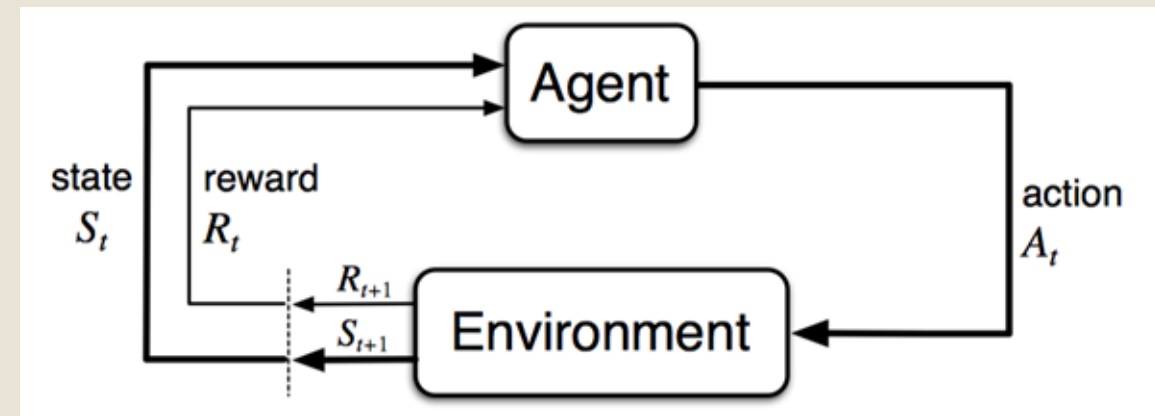 Agent
state
S_t
reward
R_t
action
A_t
R_{t+1}
S_{t+1}
Environment